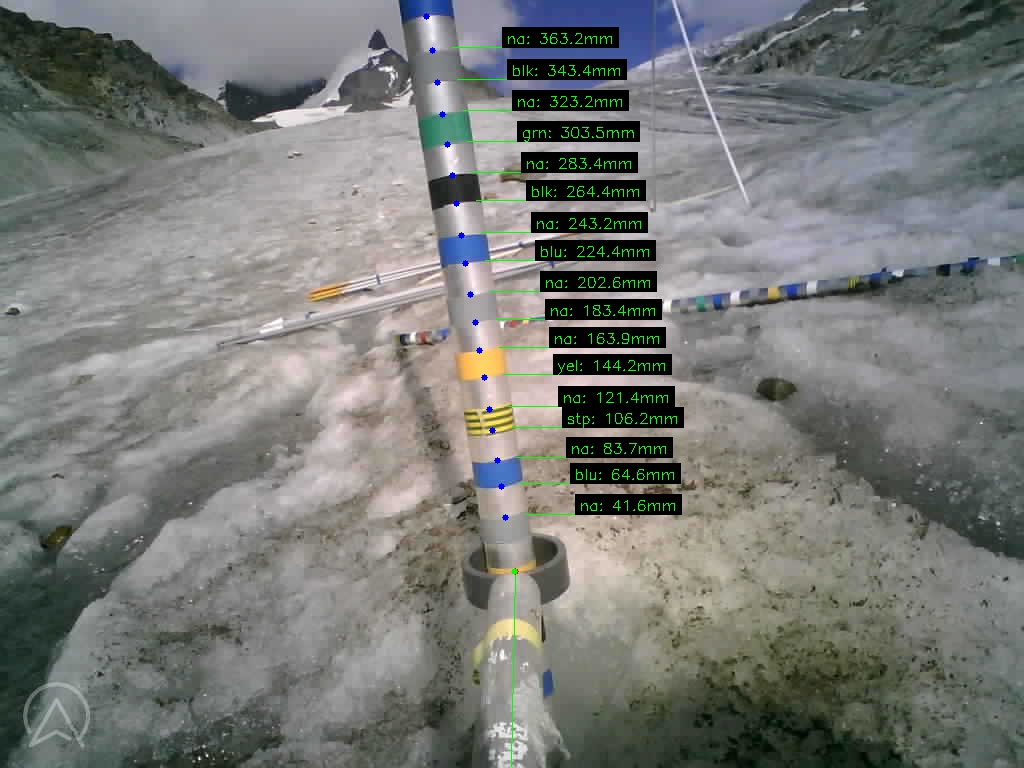 na: 363.2mm
blk: 343.4mm
na: 323.2mm
grn: 303.5mm
na: 283.4mm
blk: 264.4mm
na: 243.2mm
blu: 224.4mm
na: 202.6mm
na: 183.4mm
na: 163.9mm
yel: 144.2mm
na: 121.4mm
stp: 106.2mm
na: 83.7mm
blu: 64.6mm
na: 41.6mm